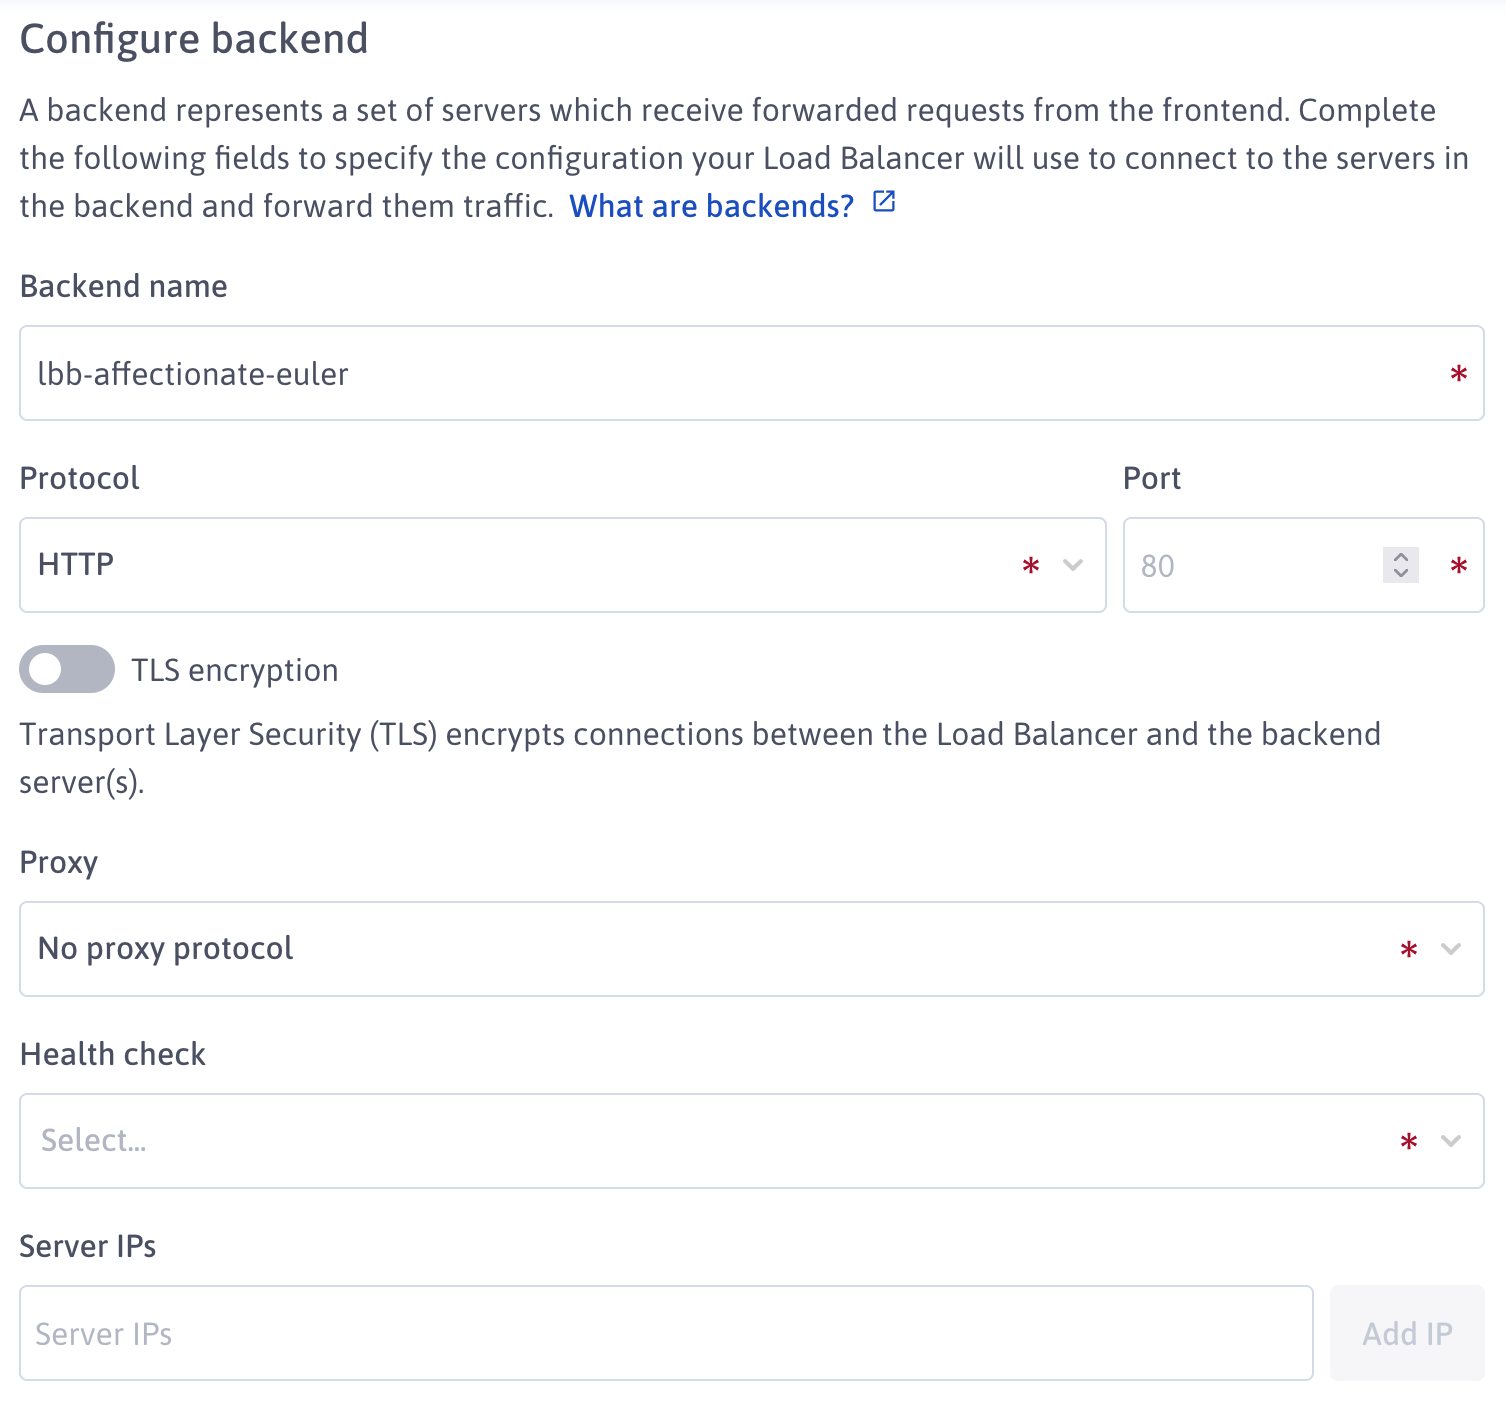 Configure backend
A backend represents a set of servers which receive forwarded requests from the frontend. Complete
the following fields to specify the configuration your Load Balancer will use to connect to the servers in
the backend and forward them traffic. What are backends?
Backend name
lbb-affectionate-euler *
Protocol Port
HTTP * 80 *
TLS encryption
Transport Layer Security (TLS) encrypts connections between the Load Balancer and the backend
server(s).
Proxy
No proxy protocol *
Health check
Select... *
Server IPs
Server IPs Add IP